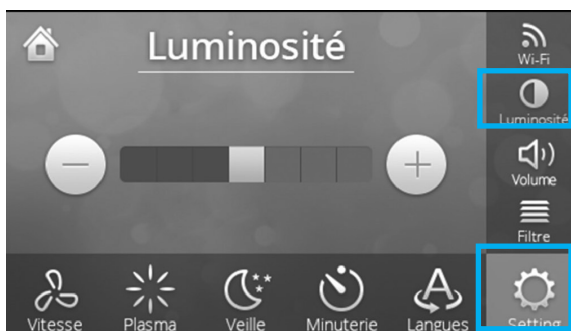 Luminosité
Wi-Fi
Luminosité
Volume
Filtre
Vitesse
Plasma
Veille
Minuterie
Langues
Setting